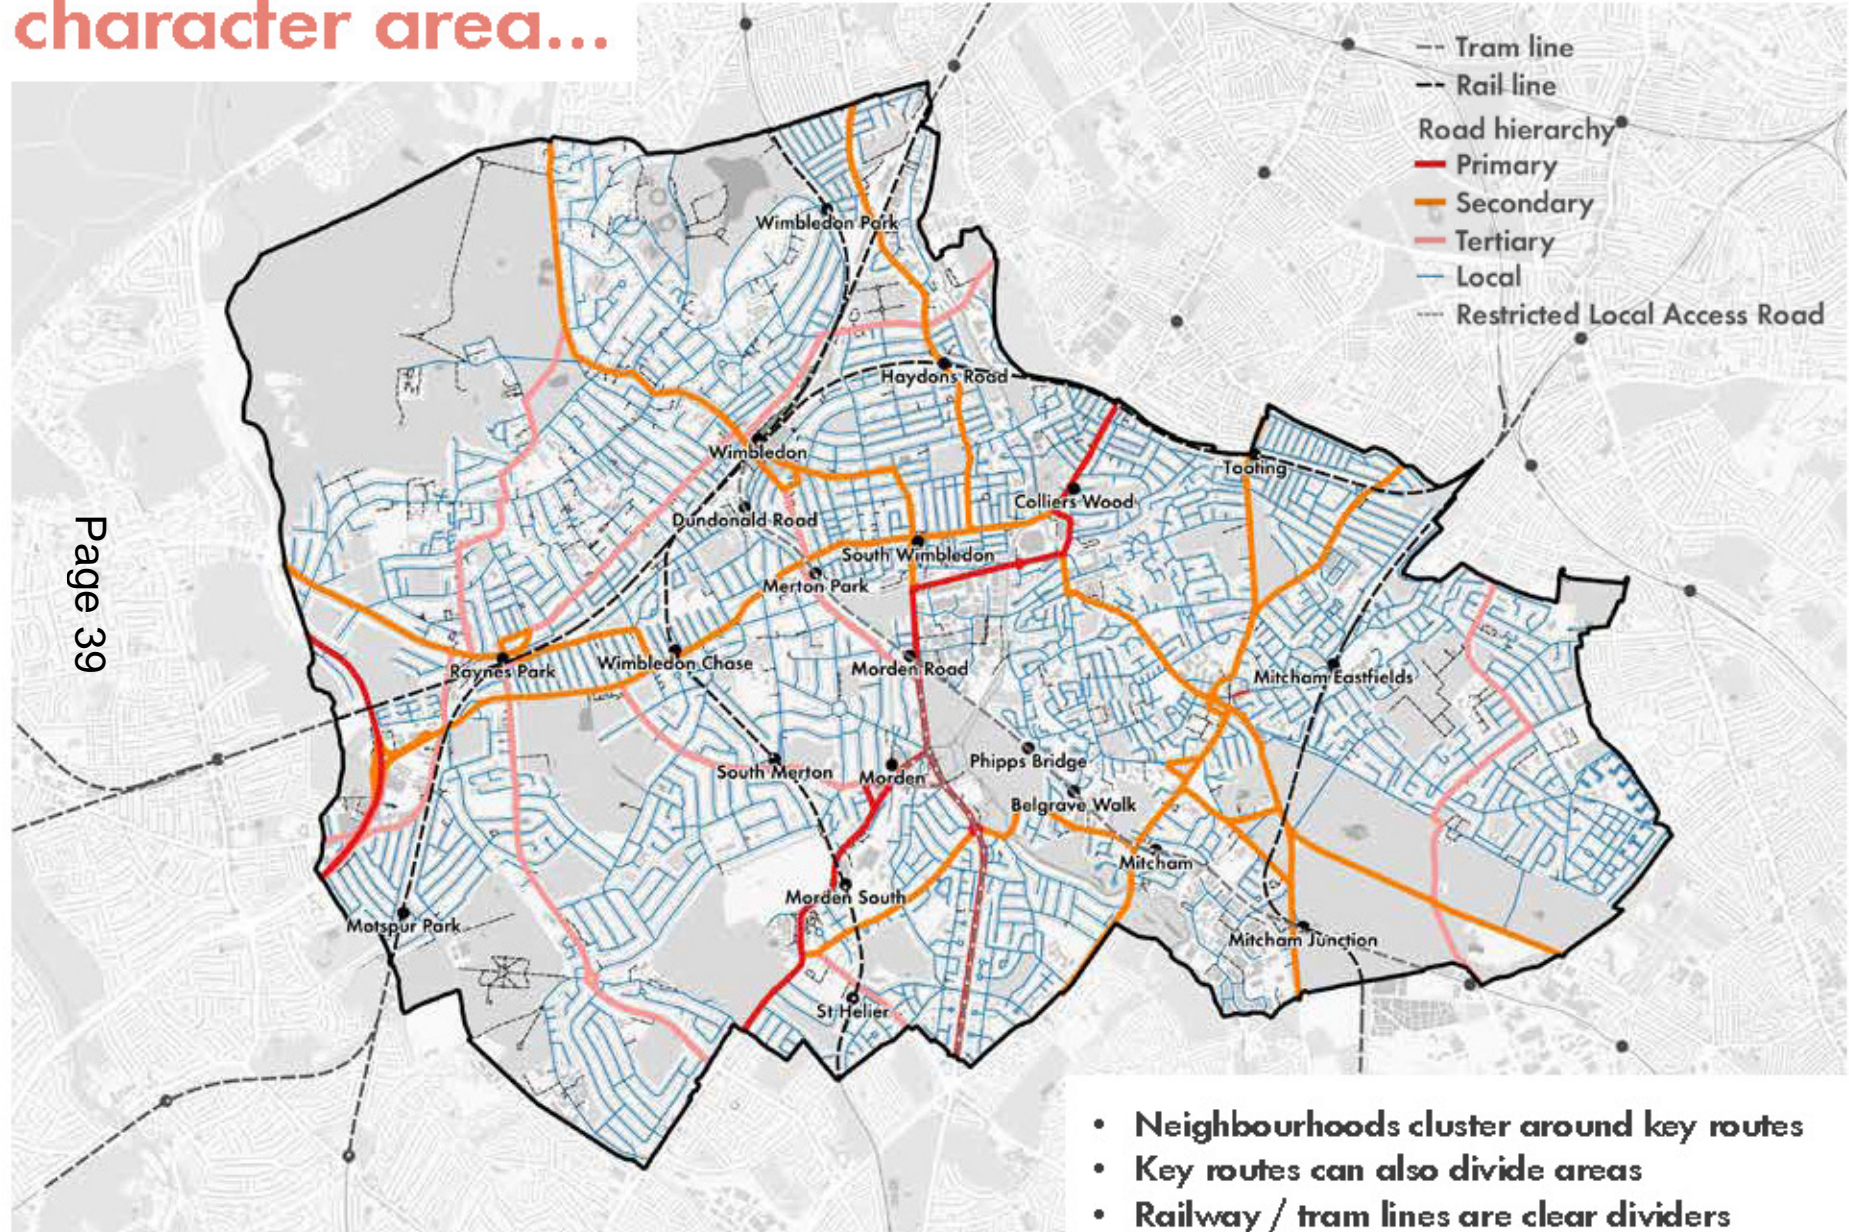 character area...
Tram line
Rail line
Road hierarchy
Primary
Secondary
Tertiary
Local
Restricted Local Access Road
Wimbledon Park
Haydons Road
Wimbledon
Tooting
Colliers Wood
Dundonald Road
South Wimbledon
Merton Park
Raynes Park
Wimbledon Chase
Morden Road
Mitcham Eastfields
South Merton
Morden
Phipps Bridge
Belgrave Walk
Mitcham
Morden South
Motspur Park
Mitcham Junction
St Helier
Page 39
• Neighbourhoods cluster around key routes
• Key routes can also divide areas
• Railway / tram lines are clear dividers